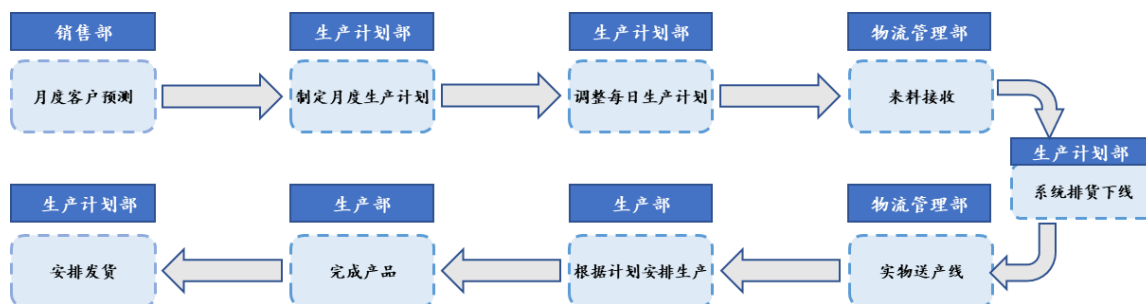 销售部
月度客户预测
生产计划部
制定月度生产计划
生产计划部
调整每日生产计划
物流管理部
来料接收
生产计划部
系统排货下线
物流管理部
实物送产线
生产部
根据计划安排生产
生产部
完成产品
生产计划部
安排发货